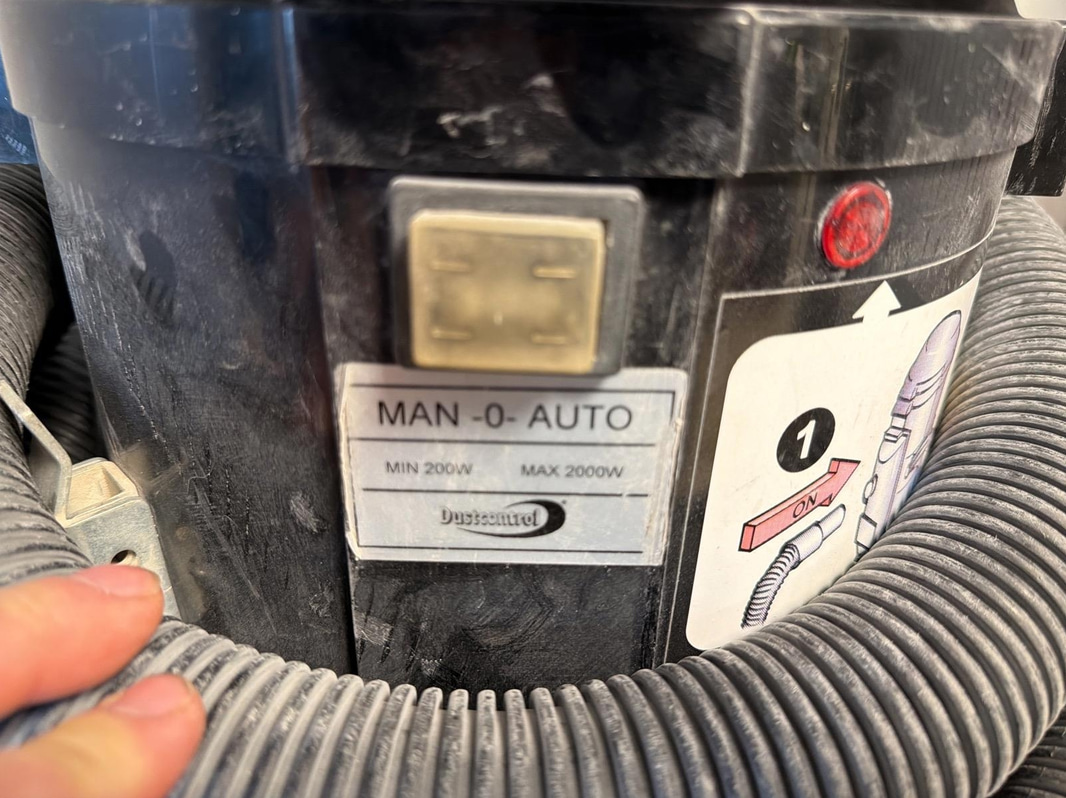 MAN -0- AUTO
MIN 200W MAX 2000W
Dustcontrol®
1
ON